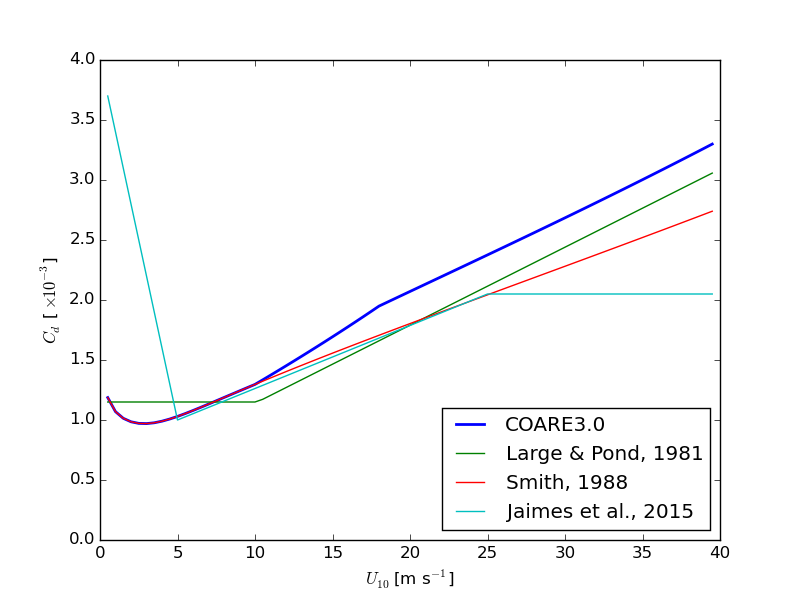 4.0
3.5
3.0
2.5
2.0
1.5
1.0
0.5
0.0
C_d [ ×10^{-3} ]
0 5 10 15 20 25 30 35 40
U_{10} [m s^{-1} ]
COARE3.0
Large & Pond, 1981
Smith, 1988
Jaimes et al., 2015